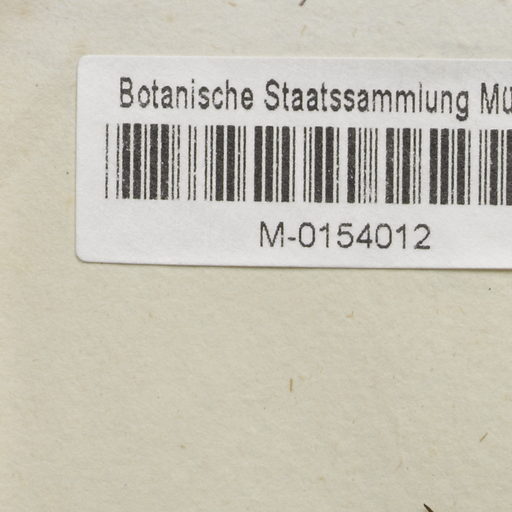 Botanische Staatssammlung Mü
M-0154012